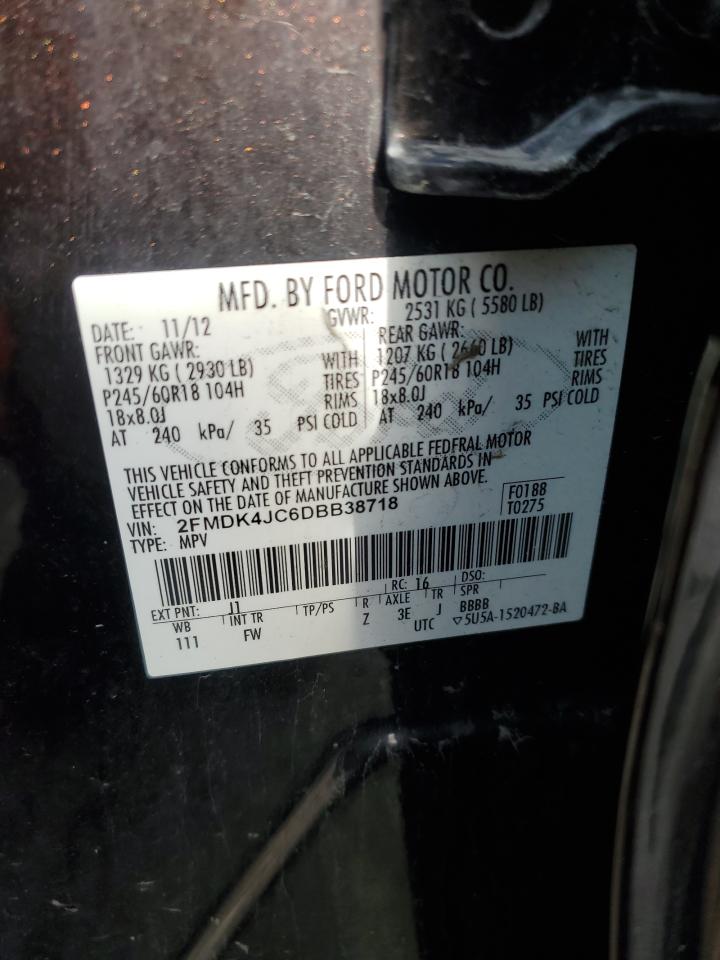 MFD. BY FORD MOTOR CO.
DATE: 11/12 GVWR: 2531 KG ( 5580 LB)
FRONT GAWR: REAR GAWR:
1329 KG ( 2930 LB) WITH 1207 KG ( 2660 LB) WITH
P245/60R18 104H TIRES P245/60R18 104H TIRES
18x8.0J RIMS 18x8.0J RIMS
AT 240 kPa/ 35 PSI COLD AT 240 kPa/ 35 PSI COLD
THIS VEHICLE CONFORMS TO ALL APPLICABLE FEDERAL MOTOR
VEHICLE SAFETY AND THEFT PREVENTION STANDARDS IN
EFFECT ON THE DATE OF MANUFACTURE SHOWN ABOVE.
VIN: 2FMDK4JC6DBB38718 F0188
TYPE: MPV T0275
EXT PNT: J1 RC: 16 DSO:
WB INT TR TP/PS R AXLE TR SPR
111 FW Z 3E J BBBB
UTC ▽5U5A-1520472-BA